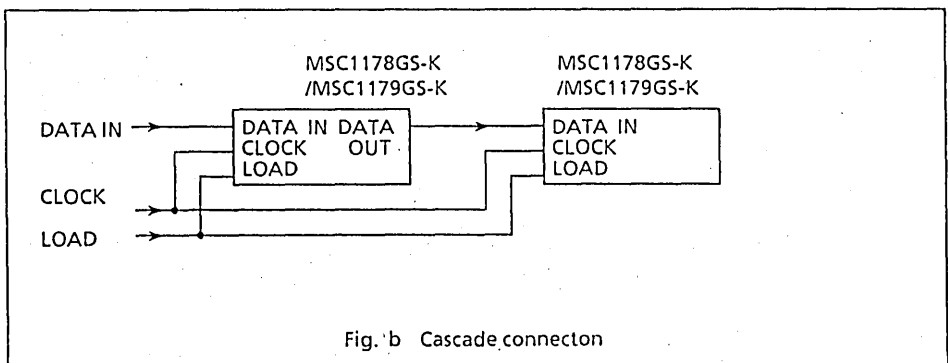 MSC1178GS-K
/MSC1179GS-K
MSC1178GS-K
/MSC1179GS-K
DATA IN
DATA IN DATA
CLOCK OUT
LOAD
DATA IN
CLOCK
LOAD
CLOCK
LOAD
Fig. b Cascade connecton